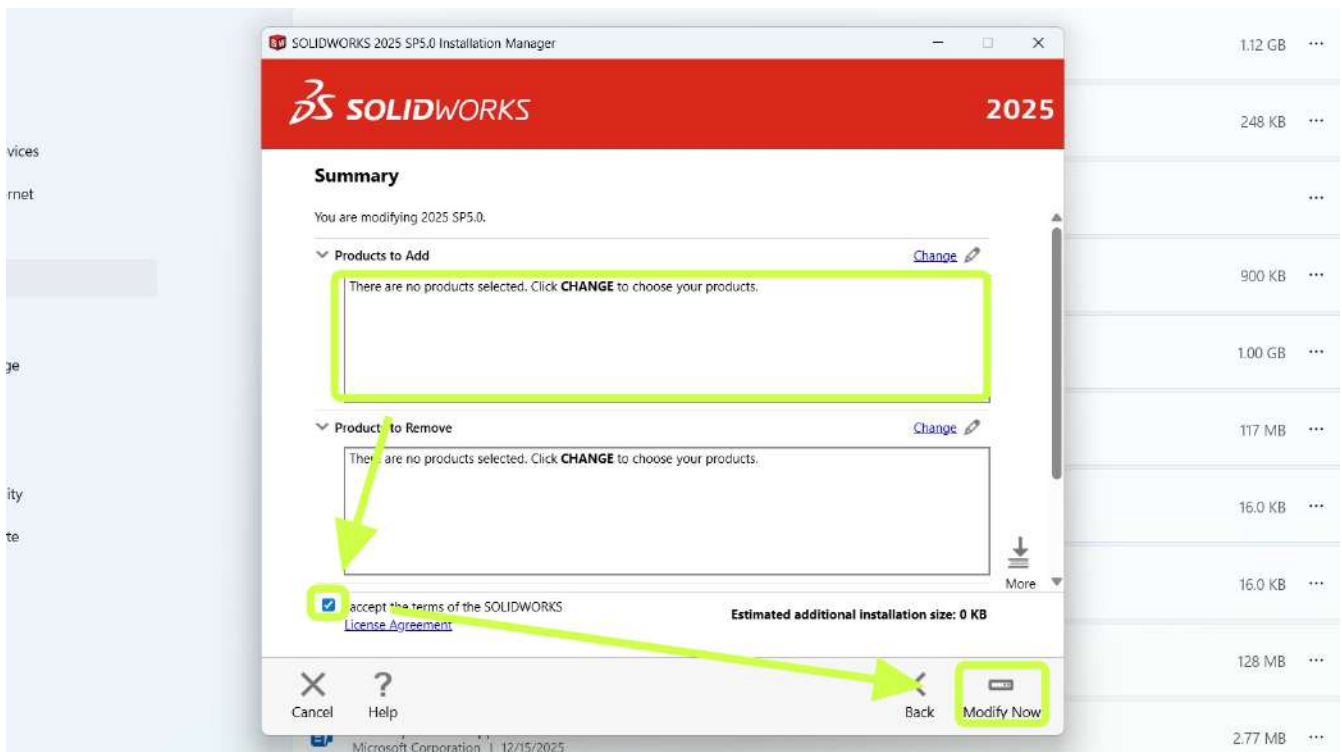 SOLIDWORKS 2025 SP5.0 Installation Manager
1.12 GB
SOLIDWORKS
2025
248 KB
vices
Summary
rnet
You are modifying 2025 SP5.0.
Products to Add
Change
900 KB
There are no products selected. Click CHANGE to choose your products.
1.00 GB
ge
Products to Remove
Change
117 MB
There are no products selected. Click CHANGE to choose your products.
ity
16.0 KB
te
More
16.0 KB
accept the terms of the SOLIDWORKS
License Agreement
Estimated additional installation size: 0 KB
128 MB
Cancel
Help
Back
Modify Now
Microsoft Corporation | 12/15/2025
2.77 MB